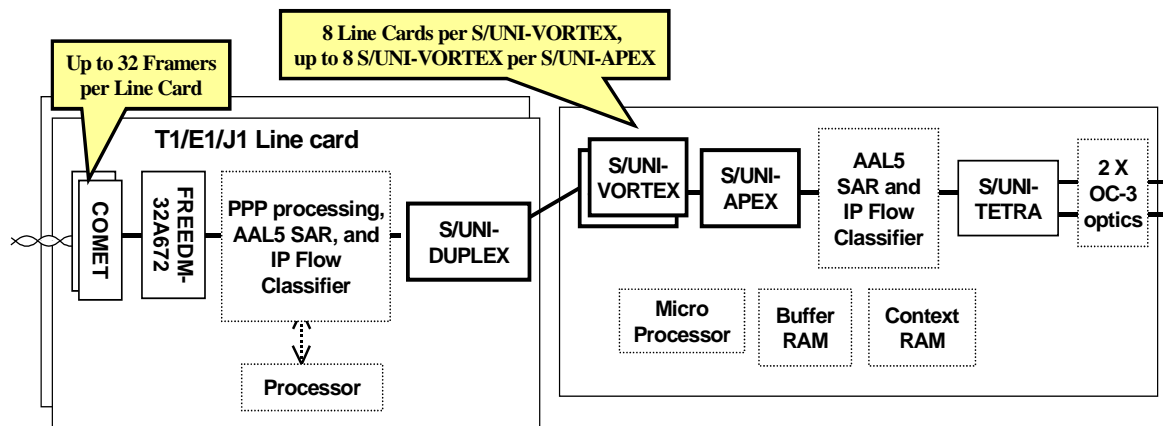 8 Line Cards per S/UNI-VORTEX,
up to 8 S/UNI-VORTEX per S/UNI-APEX
Up to 32 Framers
per Line Card
T1/E1/J1 Line card
COMET
FREEDM-
32A672
PPP processing,
AAL5 SAR, and
IP Flow
Classifier
S/UNI-
DUPLEX
Processor
S/UNI-
VORTEX
S/UNI-
APEX
AAL5
SAR and
IP Flow
Classifier
S/UNI-
TETRA
2 X
OC-3
optics
Micro
Processor
Buffer
RAM
Context
RAM